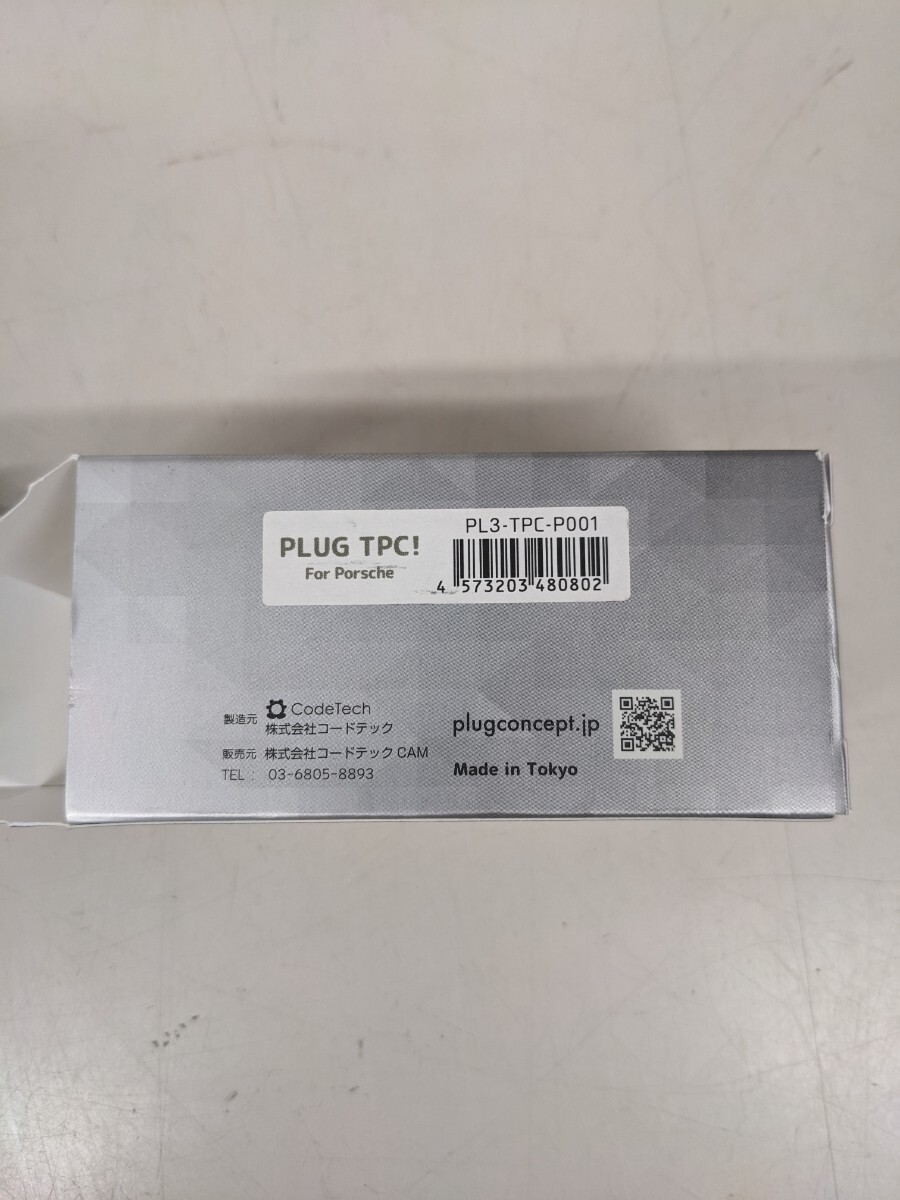 PLUG TPC!
For Porsche
PL3-TPC-P001
4 573203 480802
製造元 CodeTech
株式会社コードテック
販売元 株式会社コードテック CAM
TEL : 03-6805-8893
plugconcept.jp
Made in Tokyo